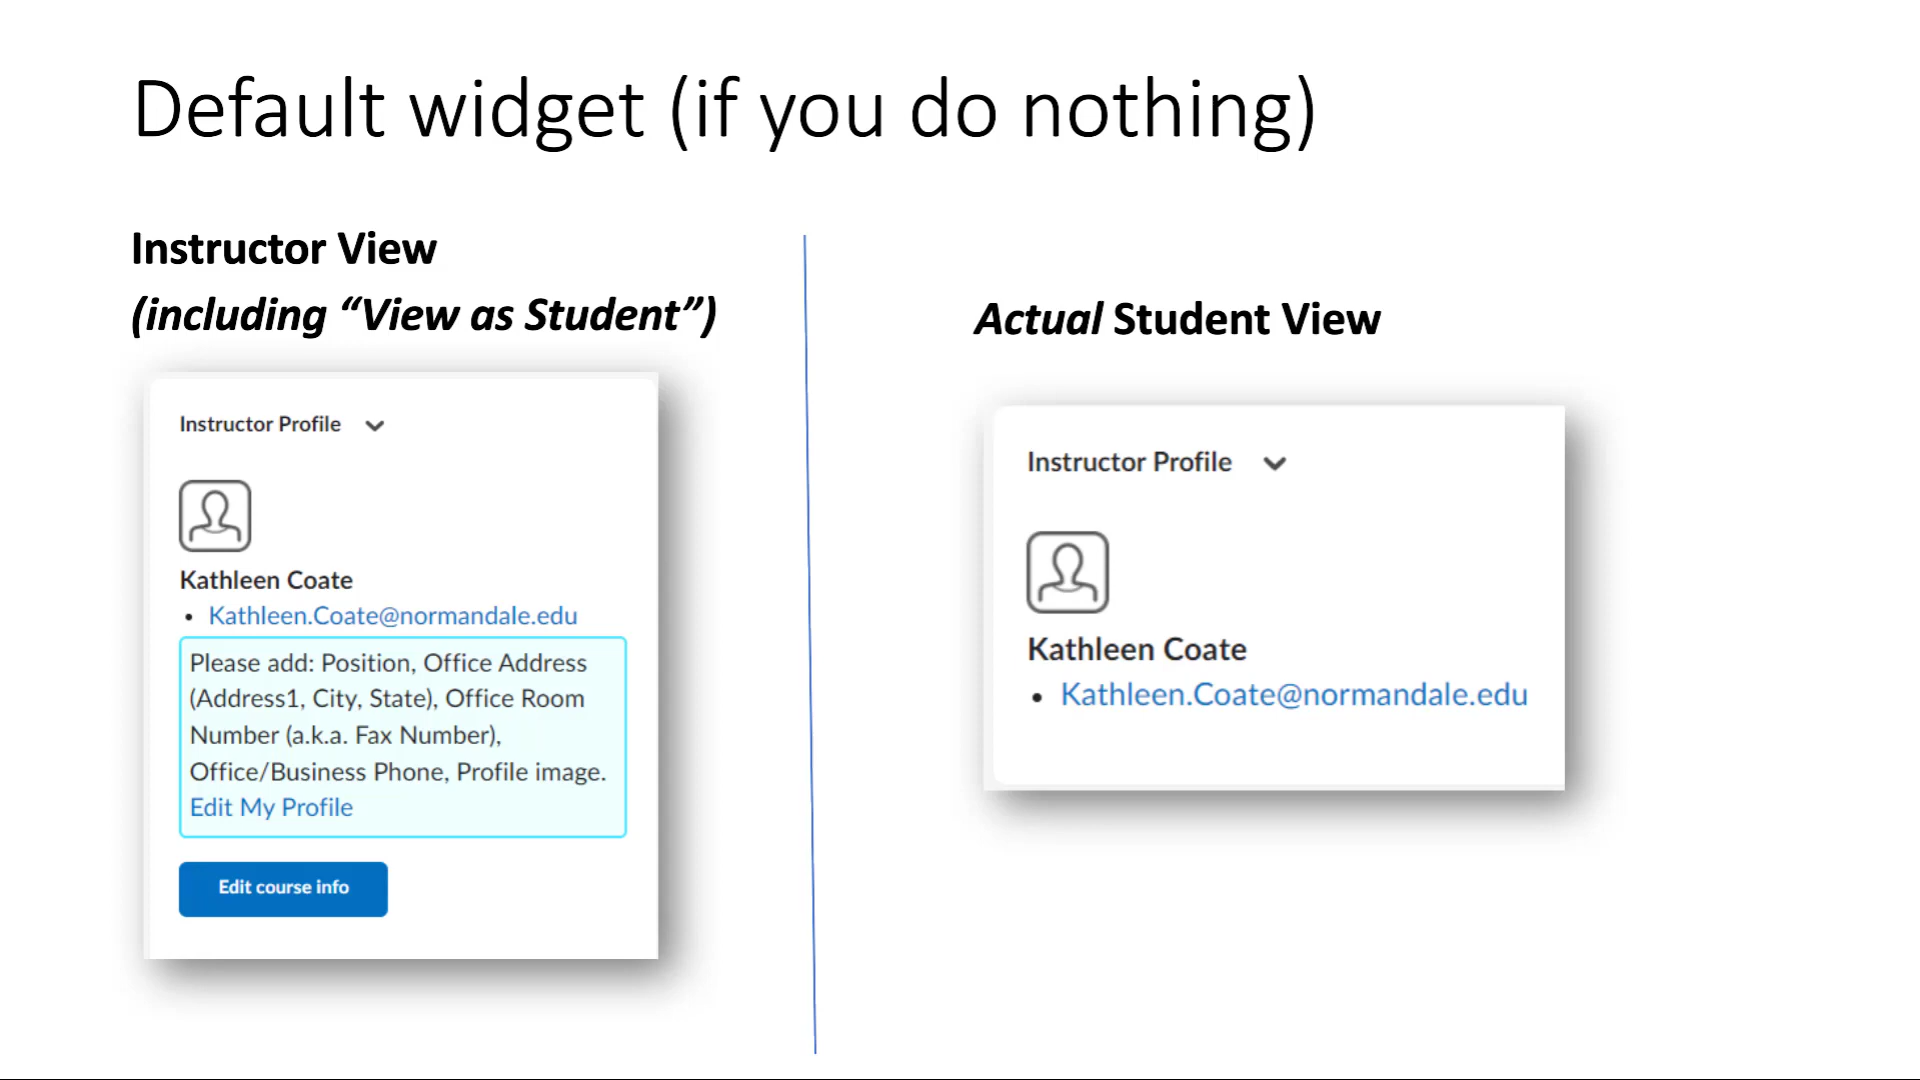 Default widget (if you do nothing)
Instructor View
(including “View as Student”)
Instructor Profile
Kathleen Coate
• Kathleen.Coate@normandale.edu
Please add: Position, Office Address
(Address1, City, State), Office Room
Number (a.k.a. Fax Number),
Office/Business Phone, Profile image.
Edit My Profile
Edit course info
Actual Student View
Instructor Profile
Kathleen Coate
• Kathleen.Coate@normandale.edu